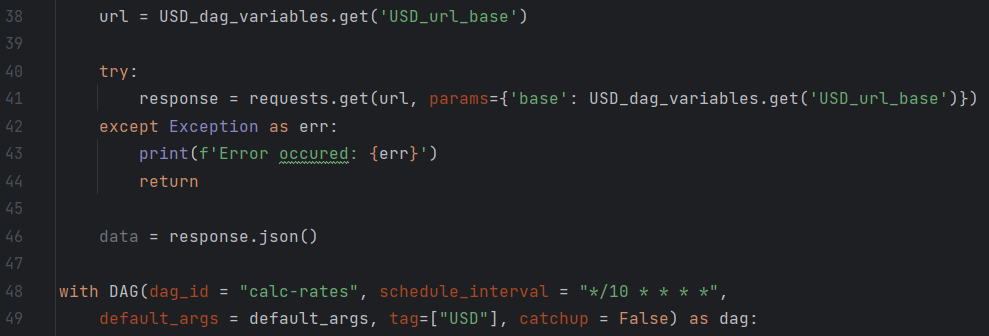 38 url = USD_dag_variables.get('USD_url_base')
39
40 try:
41 response = requests.get(url, params={'base': USD_dag_variables.get('USD_url_base')})
42 except Exception as err:
43 print(f'Error occured: {err}')
44 return
45
46 data = response.json()
47
48 with DAG(dag_id = "calc-rates", schedule_interval = "*/10 * * * *",
49 default_args = default_args, tag=["USD"], catchup = False) as dag: